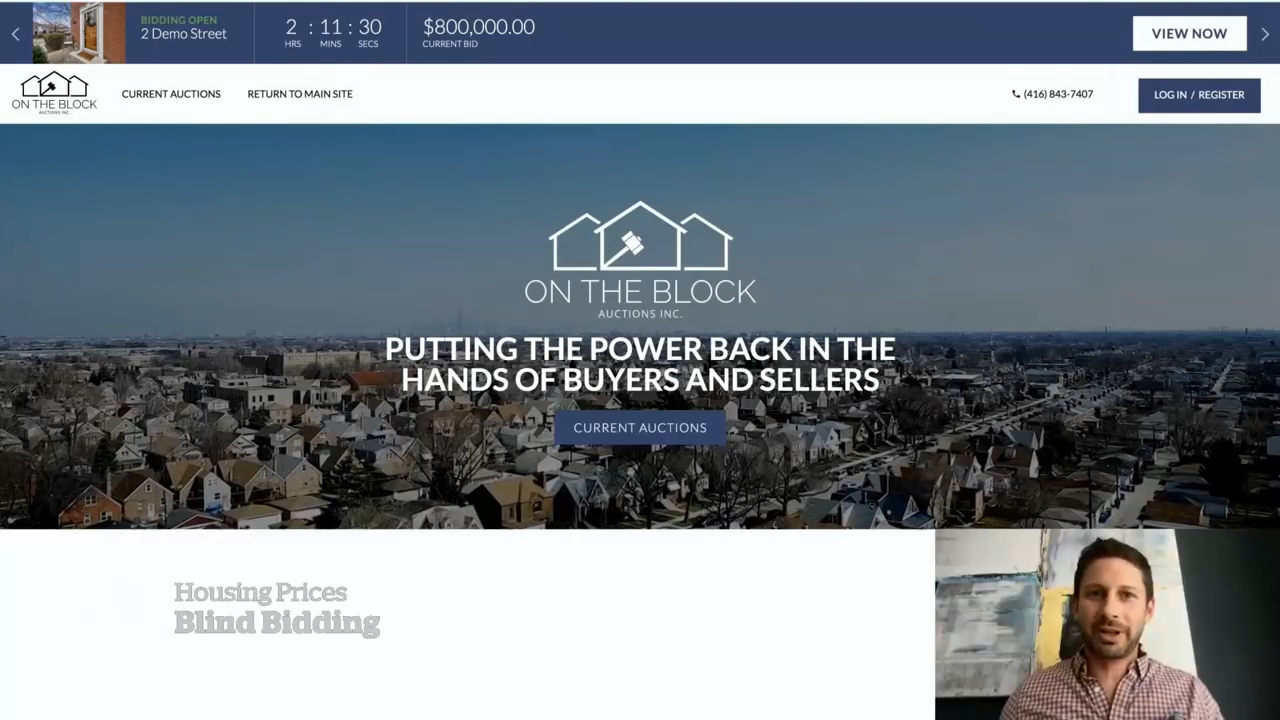 BIDDING OPEN
2 Demo Street
2 : 11 : 30
HRS MINS SECS
$800,000.00
CURRENT BID
VIEW NOW
ON THE BLOCK
AUCTIONS INC.
CURRENT AUCTIONS
RETURN TO MAIN SITE
(416) 843-7407
LOG IN / REGISTER
ON THE BLOCK
AUCTIONS INC.
PUTTING THE POWER BACK IN THE
HANDS OF BUYERS AND SELLERS
CURRENT AUCTIONS
Housing Prices
Blind Bidding